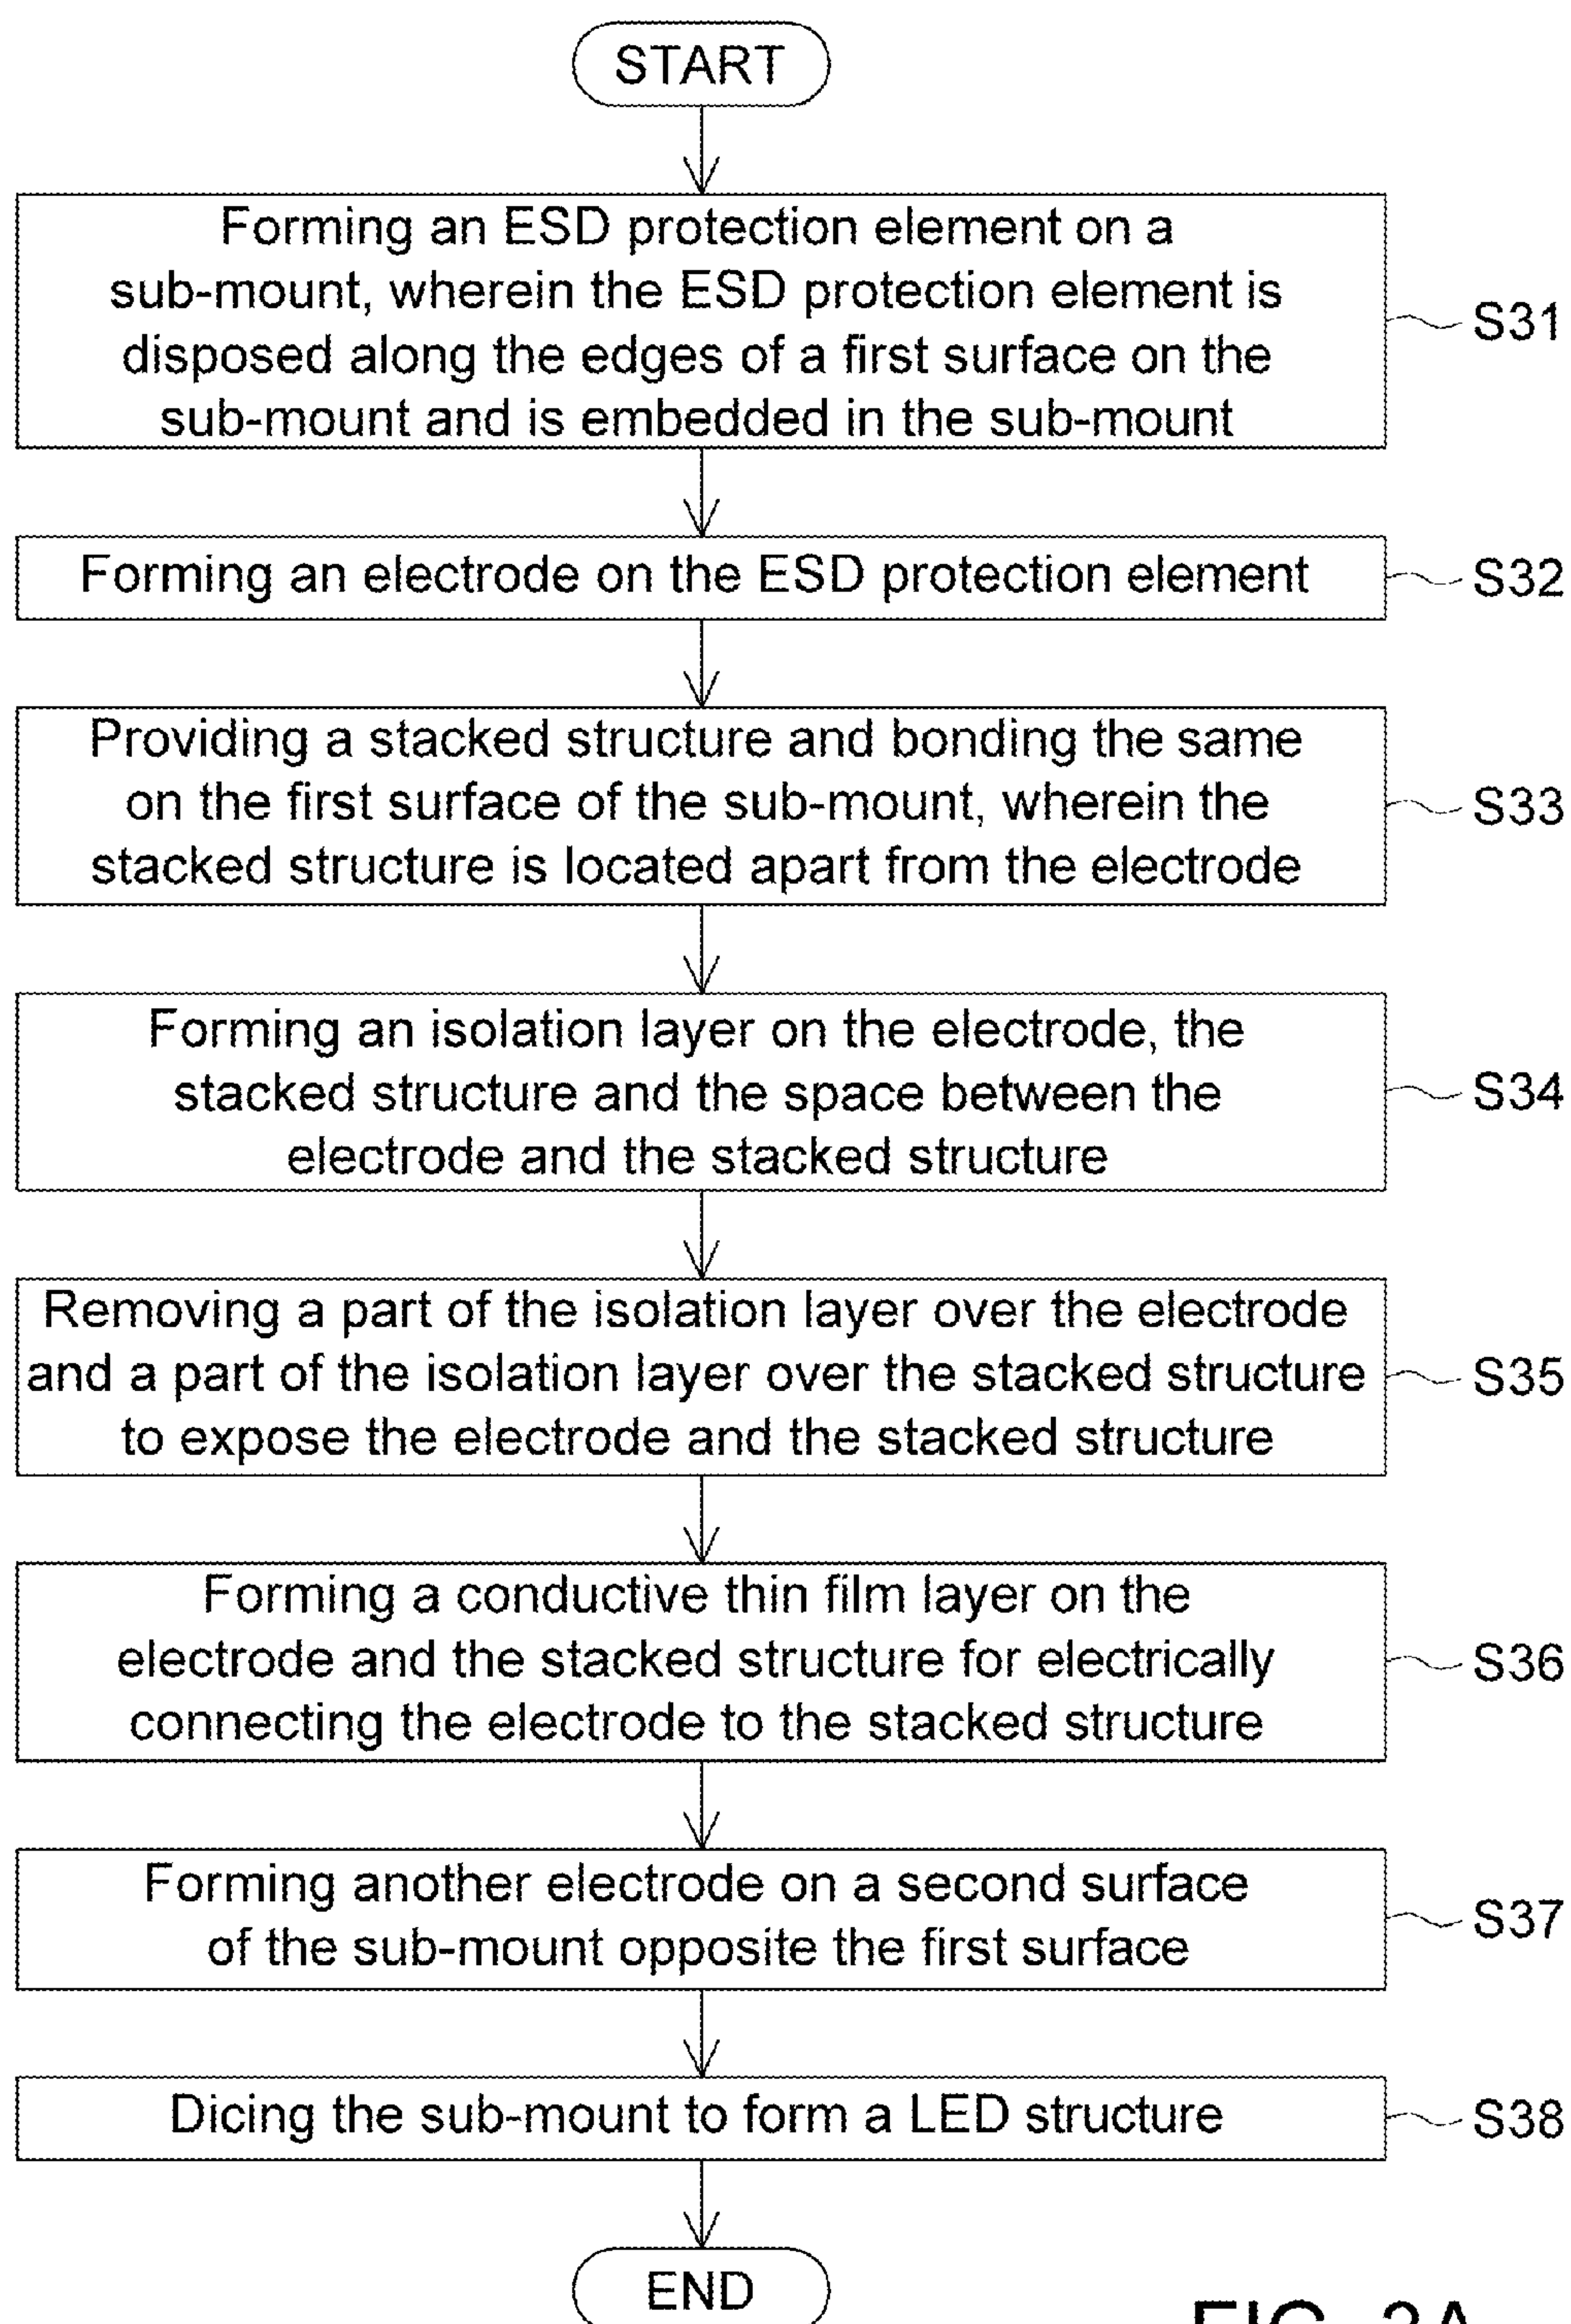 START
Forming an ESD protection element on a
sub-mount, wherein the ESD protection element is
disposed along the edges of a first surface on the
sub-mount and is embedded in the sub-mount
S31
Forming an electrode on the ESD protection element
S32
Providing a stacked structure and bonding the same
on the first surface of the sub-mount, wherein the
stacked structure is located apart from the electrode
S33
Forming an isolation layer on the electrode, the
stacked structure and the space between the
electrode and the stacked structure
S34
Removing a part of the isolation layer over the electrode
and a part of the isolation layer over the stacked structure
to expose the electrode and the stacked structure
S35
Forming a conductive thin film layer on the
electrode and the stacked structure for electrically
connecting the electrode to the stacked structure
S36
Forming another electrode on a second surface
of the sub-mount opposite the first surface
S37
Dicing the sub-mount to form a LED structure
S38
END